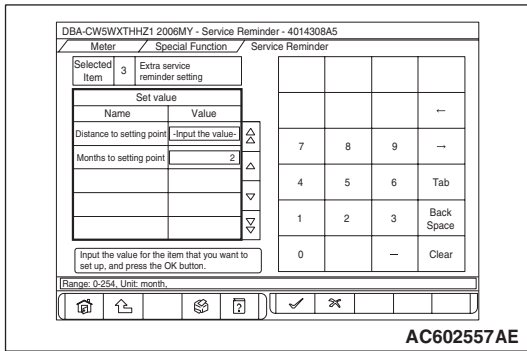 DBA-CW5WXTHHZ1 2006MY - Service Reminder - 4014308A5
Meter / Special Function / Service Reminder
Selected Item 3 Extra service reminder setting
Set value
Name Value
Distance to setting point -Input the value-
Months to setting point 2
Input the value for the item that you want to set up, and press the OK button.
←
7 8 9 →
4 5 6 Tab
1 2 3 Back Space
0 – Clear
Range: 0-254, Unit: month,
?
AC602557AE